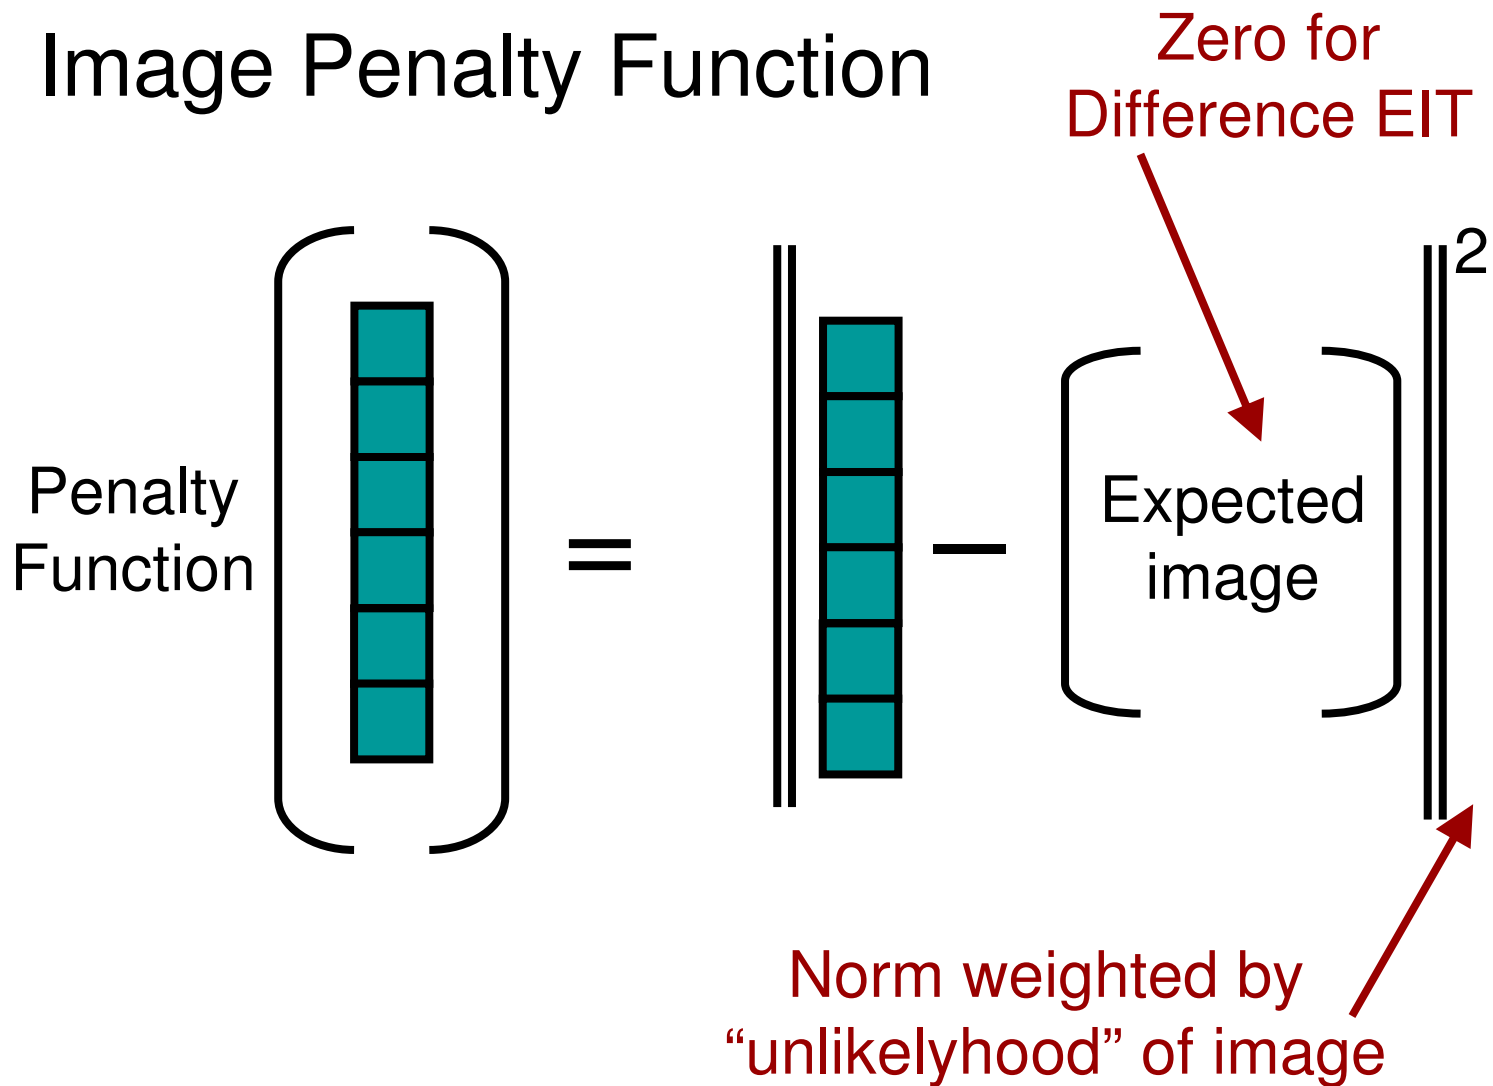 Image Penalty Function
Zero for
Difference EIT
2
Penalty
Function
=
—
Expected
image
Norm weighted by
“unlikelyhood” of image